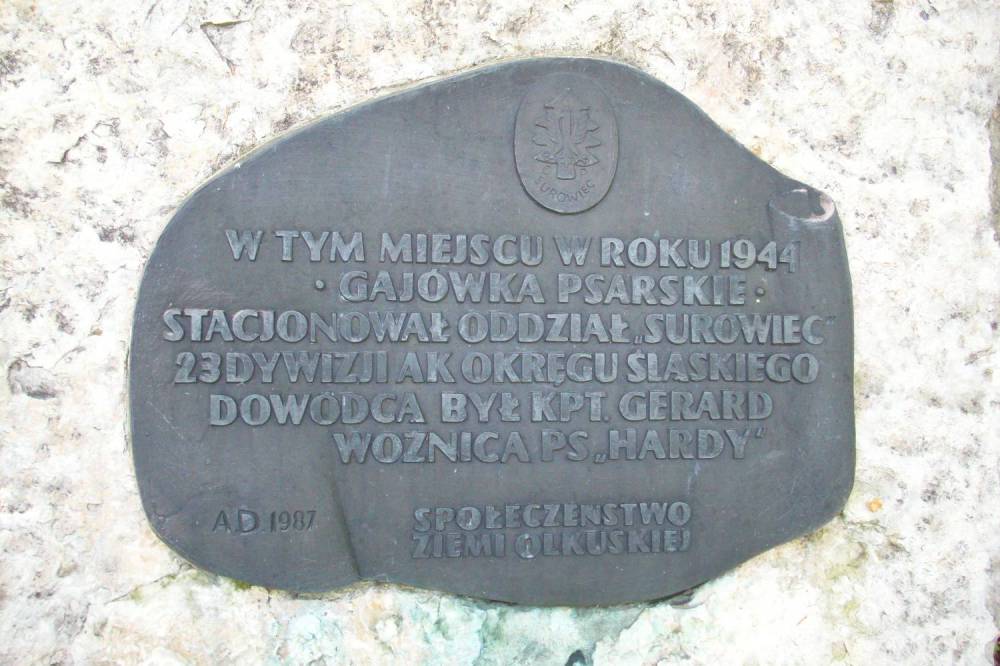 SUROWIEC
W TYM MIEJSCU W ROKU 1944
• GAJÓWKA PSARSKIE •
STACJONOWAŁ ODDZIAŁ „SUROWIEC”
23 DYWIZJI AK OKRĘGU ŚLĄSKIEGO
DOWÓDCĄ BYŁ KPT. GERARD
WOŹNICA PS. „HARDY”
SPOŁECZEŃSTWO
ZIEMI OLKUSKIEJ
AD 1987